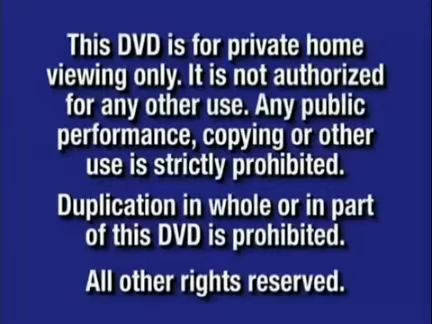 This DVD is for private home
viewing only. It is not authorized
for any other use. Any public
performance, copying or other
use is strictly prohibited.
Duplication in whole or in part
of this DVD is prohibited.
All other rights reserved.